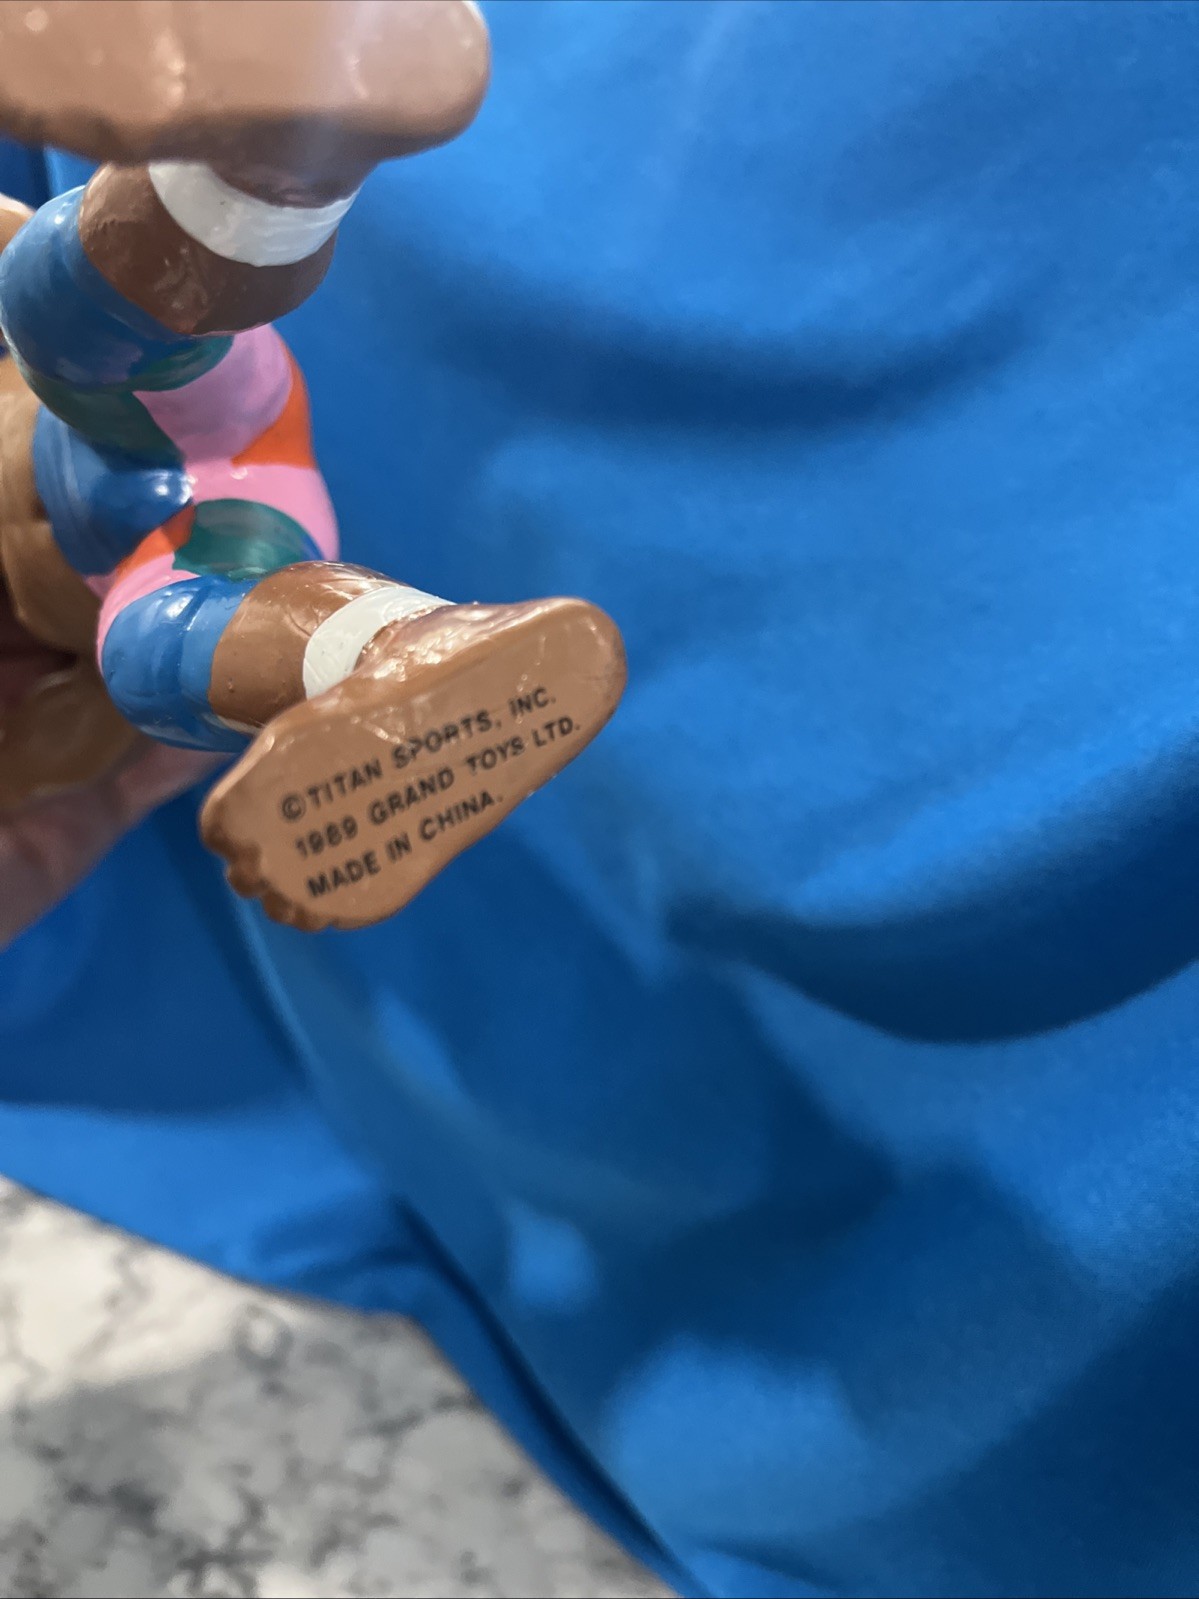 ©TITAN SPORTS, INC.
1989 GRAND TOYS LTD.
MADE IN CHINA.